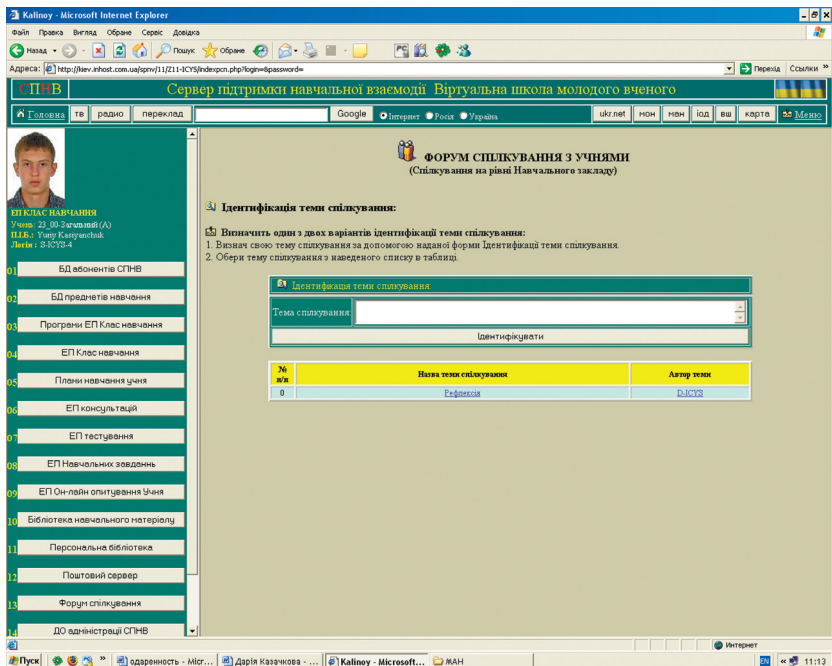 Kalinoy - Microsoft Internet Explorer
Файл Правка Вигляд Обране Сервіс Довідка
Назад Пошук Обране
Адреса: http://kiev.inhost.com.ua/spnv/11/Z11-ICYS/indexpcn.php?login=&password= Перехід Ссылки »
СПНВ Сервер підтримки навчальної взаємодії Віртуальна школа молодого вченого
Головна тв радио переклад Google Інтернет Росія Україна ukr.net мон ман іод вш карта Меню
ФОРУМ СПІЛКУВАННЯ З УЧНЯМИ
(Спілкування на рівні Навчального закладу)
ЕП КЛАС НАВЧАННЯ
Учень: 23_00-Загальний (А)
П.І.Б.: Yuriy Kasiyanchuk
Логін : S-ICYS-4
01 БД абонентів СПНВ
02 БД предметів навчання
03 Програми ЕП Клас навчання
04 ЕП Клас навчання
05 Плани навчання учня
06 ЕП консультацій
07 ЕП тестування
08 ЕП Навчальних завданнь
09 ЕП Он-лайн опитування Учня
10 Бібліотека навчального матеріалу
11 Персональна бібліотека
12 Поштовий сервер
13 Форум спілкування
14 ДО адміністрації СПНВ
Ідентифікація теми спілкування:
Визначить один з двох варіантів ідентифікації теми спілкування:
1. Визнач свою тему спілкування за допомогою наданої форми Ідентифікації теми спілкування.
2. Обери тему спілкування з наведеного списку в таблиці.
Ідентифікація теми спілкування:
Тема спілкування:
Ідентифікувати
№ п/п Назва теми спілкування Автор теми
0 Рефлексія D-ICYS
Интернет
Пуск » одаренность - Micr... Дарія Казачкова - ... Kalinoy - Microsoft... МАН EN « 11:13